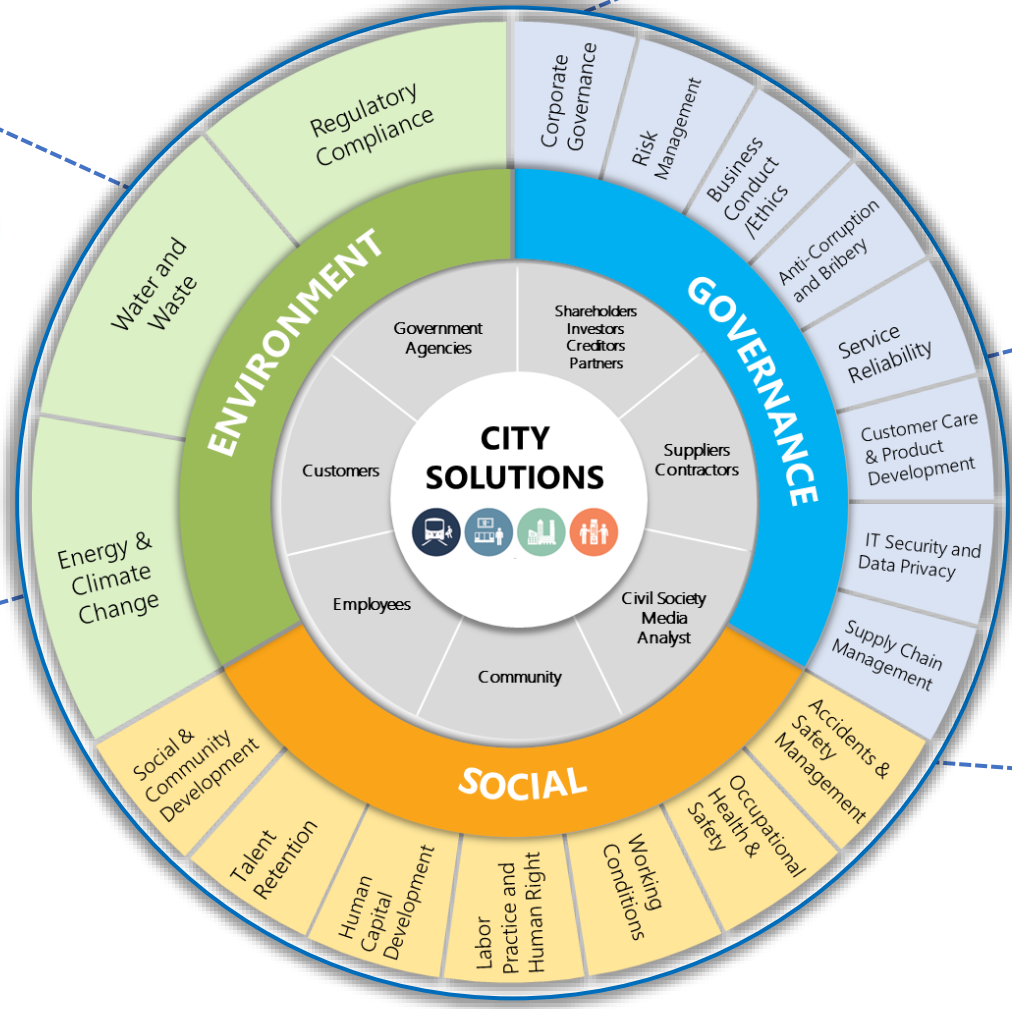 CITY
SOLUTIONS
Government
Agencies
Shareholders
Investors
Creditors
Partners
Suppliers
Contractors
Civil Society
Media
Analyst
Community
Employees
Customers
ENVIRONMENT
GOVERNANCE
SOCIAL
Regulatory
Compliance
Water and
Waste
Energy &
Climate
Change
Corporate
Governance
Risk
Management
Business
Conduct
/Ethics
Anti-Corruption
and Bribery
Service
Reliability
Customer Care
& Product
Development
IT Security and
Data Privacy
Supply Chain
Management
Accidents &
Safety
Management
Occupational
Health &
Safety
Working
Conditions
Labor
Practice and
Human Right
Human
Capital
Development
Talent
Retention
Social &
Community
Development